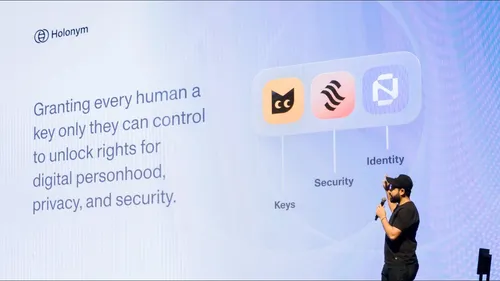 Holonym
Granting every human a
key only they can control
to unlock rights for
digital personhood,
privacy, and security.
Keys
Security
Identity